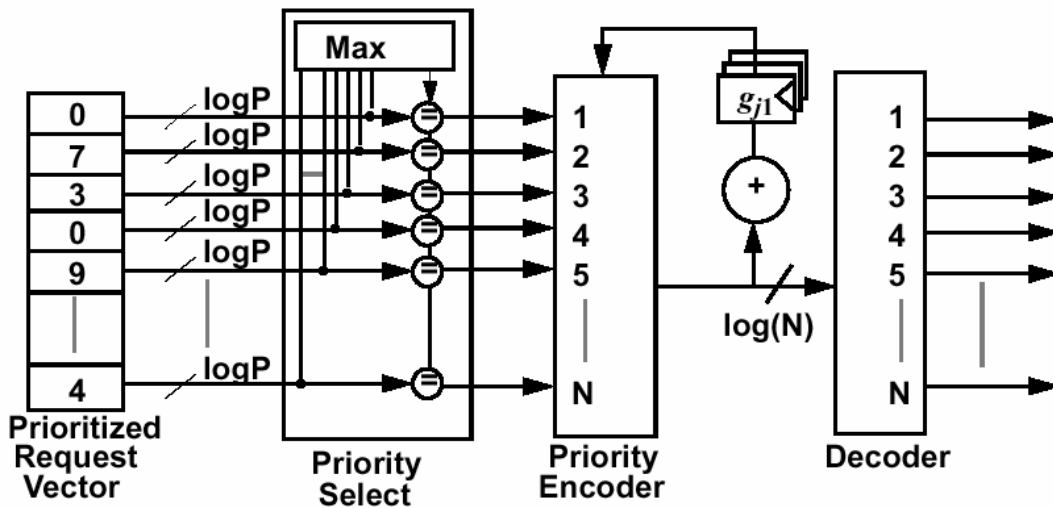 Max
0
7
3
0
9
4
logP
logP
logP
logP
logP
logP
=
=
=
=
=
=
1
2
3
4
5
N
gj1
+
log(N)
1
2
3
4
5
N
Prioritized
Request
Vector
Priority
Select
Priority
Encoder
Decoder